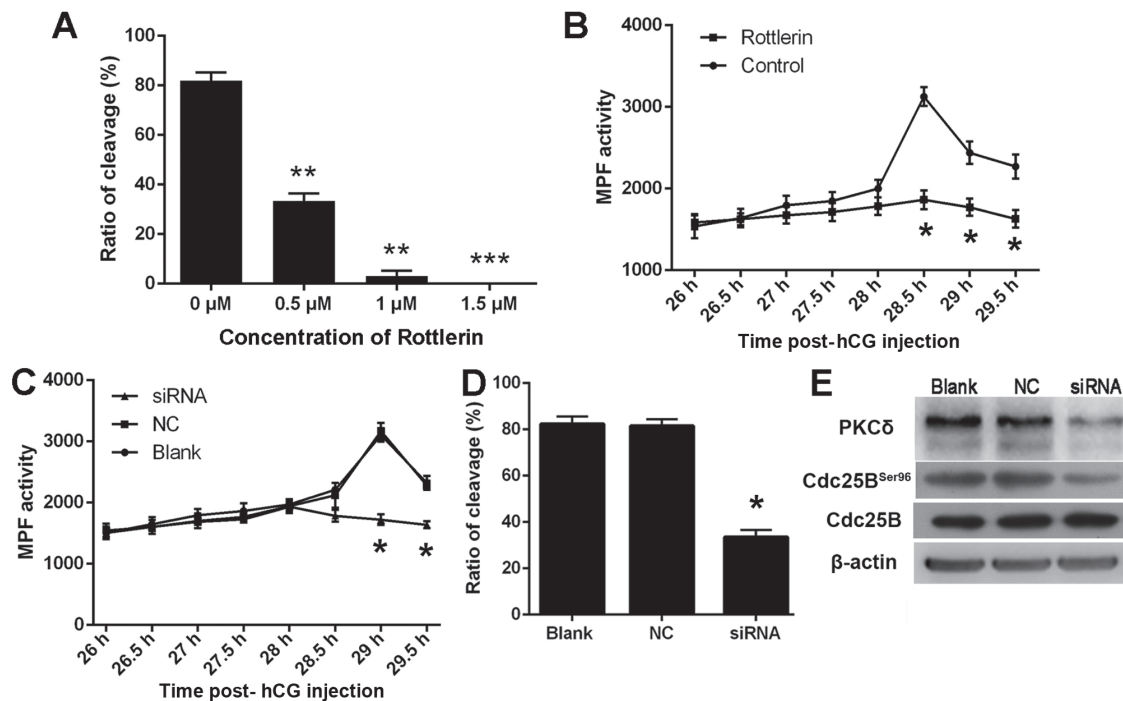 A
Ratio of cleavage (%)
100
80
60
40
20
0
**
**
***
0 μM
0.5 μM
1 μM
1.5 μM
Concentration of Rottlerin
B
Rottlerin
Control
MPF activity
4000
3000
2000
1000
*
*
*
26 h
26.5 h
27 h
27.5 h
28 h
28.5 h
29 h
29.5 h
Time post-hCG injection
C
siRNA
NC
Blank
MPF activity
4000
3000
2000
1000
0
*
*
26 h
26.5 h
27 h
27.5 h
28 h
28.5 h
29 h
29.5 h
Time post- hCG injection
D
Ratio of cleavage (%)
100
80
60
40
20
0
*
Blank
NC
siRNA
E
Blank NC siRNA
PKCδ
Cdc25BSer96
Cdc25B
β-actin